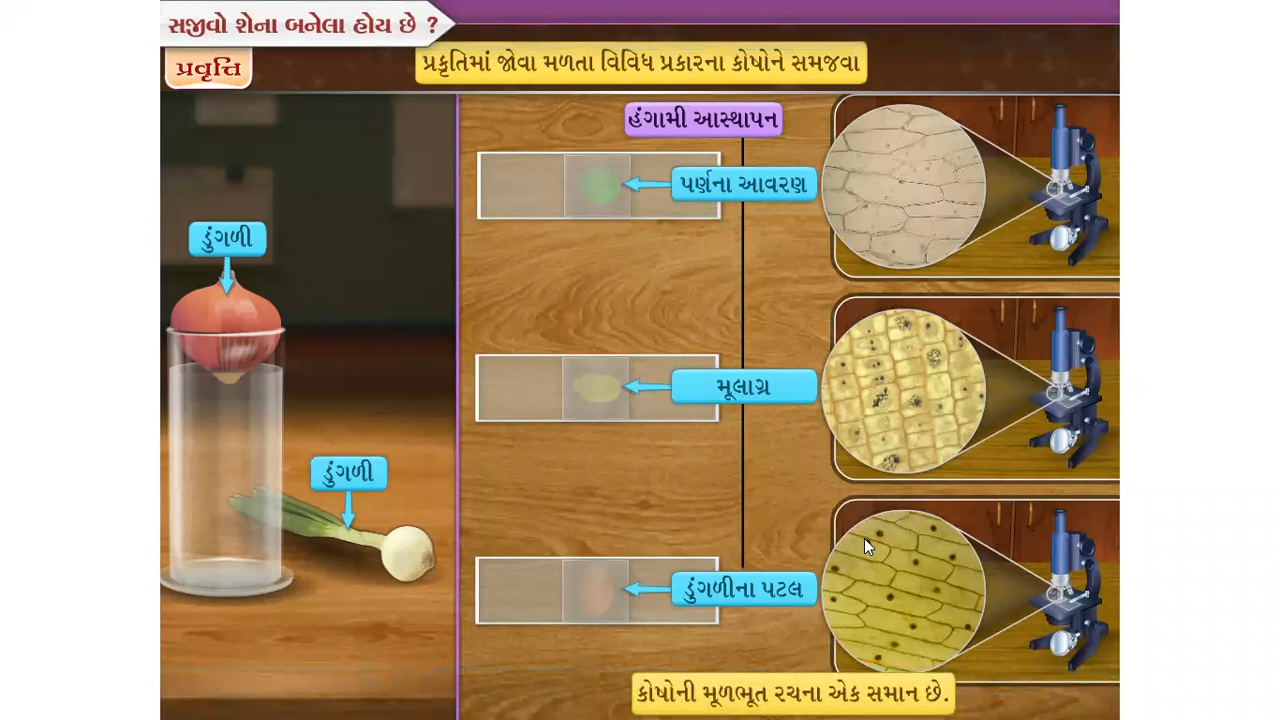 સજીવો શેના બનેલા હોય છે ?
પ્રવૃત્તિ
પ્રકૃતિમાં જોવા મળતા વિવિધ પ્રકારના કોષોને સમજવા
હંગામી આસ્થાપન
પર્ણના આવરણ
ડુંગળી
મૂલાગ્ર
ડુંગળી
ડુંગળીના પટલ
કોષોની મૂળભૂત રચના એક સમાન છે.